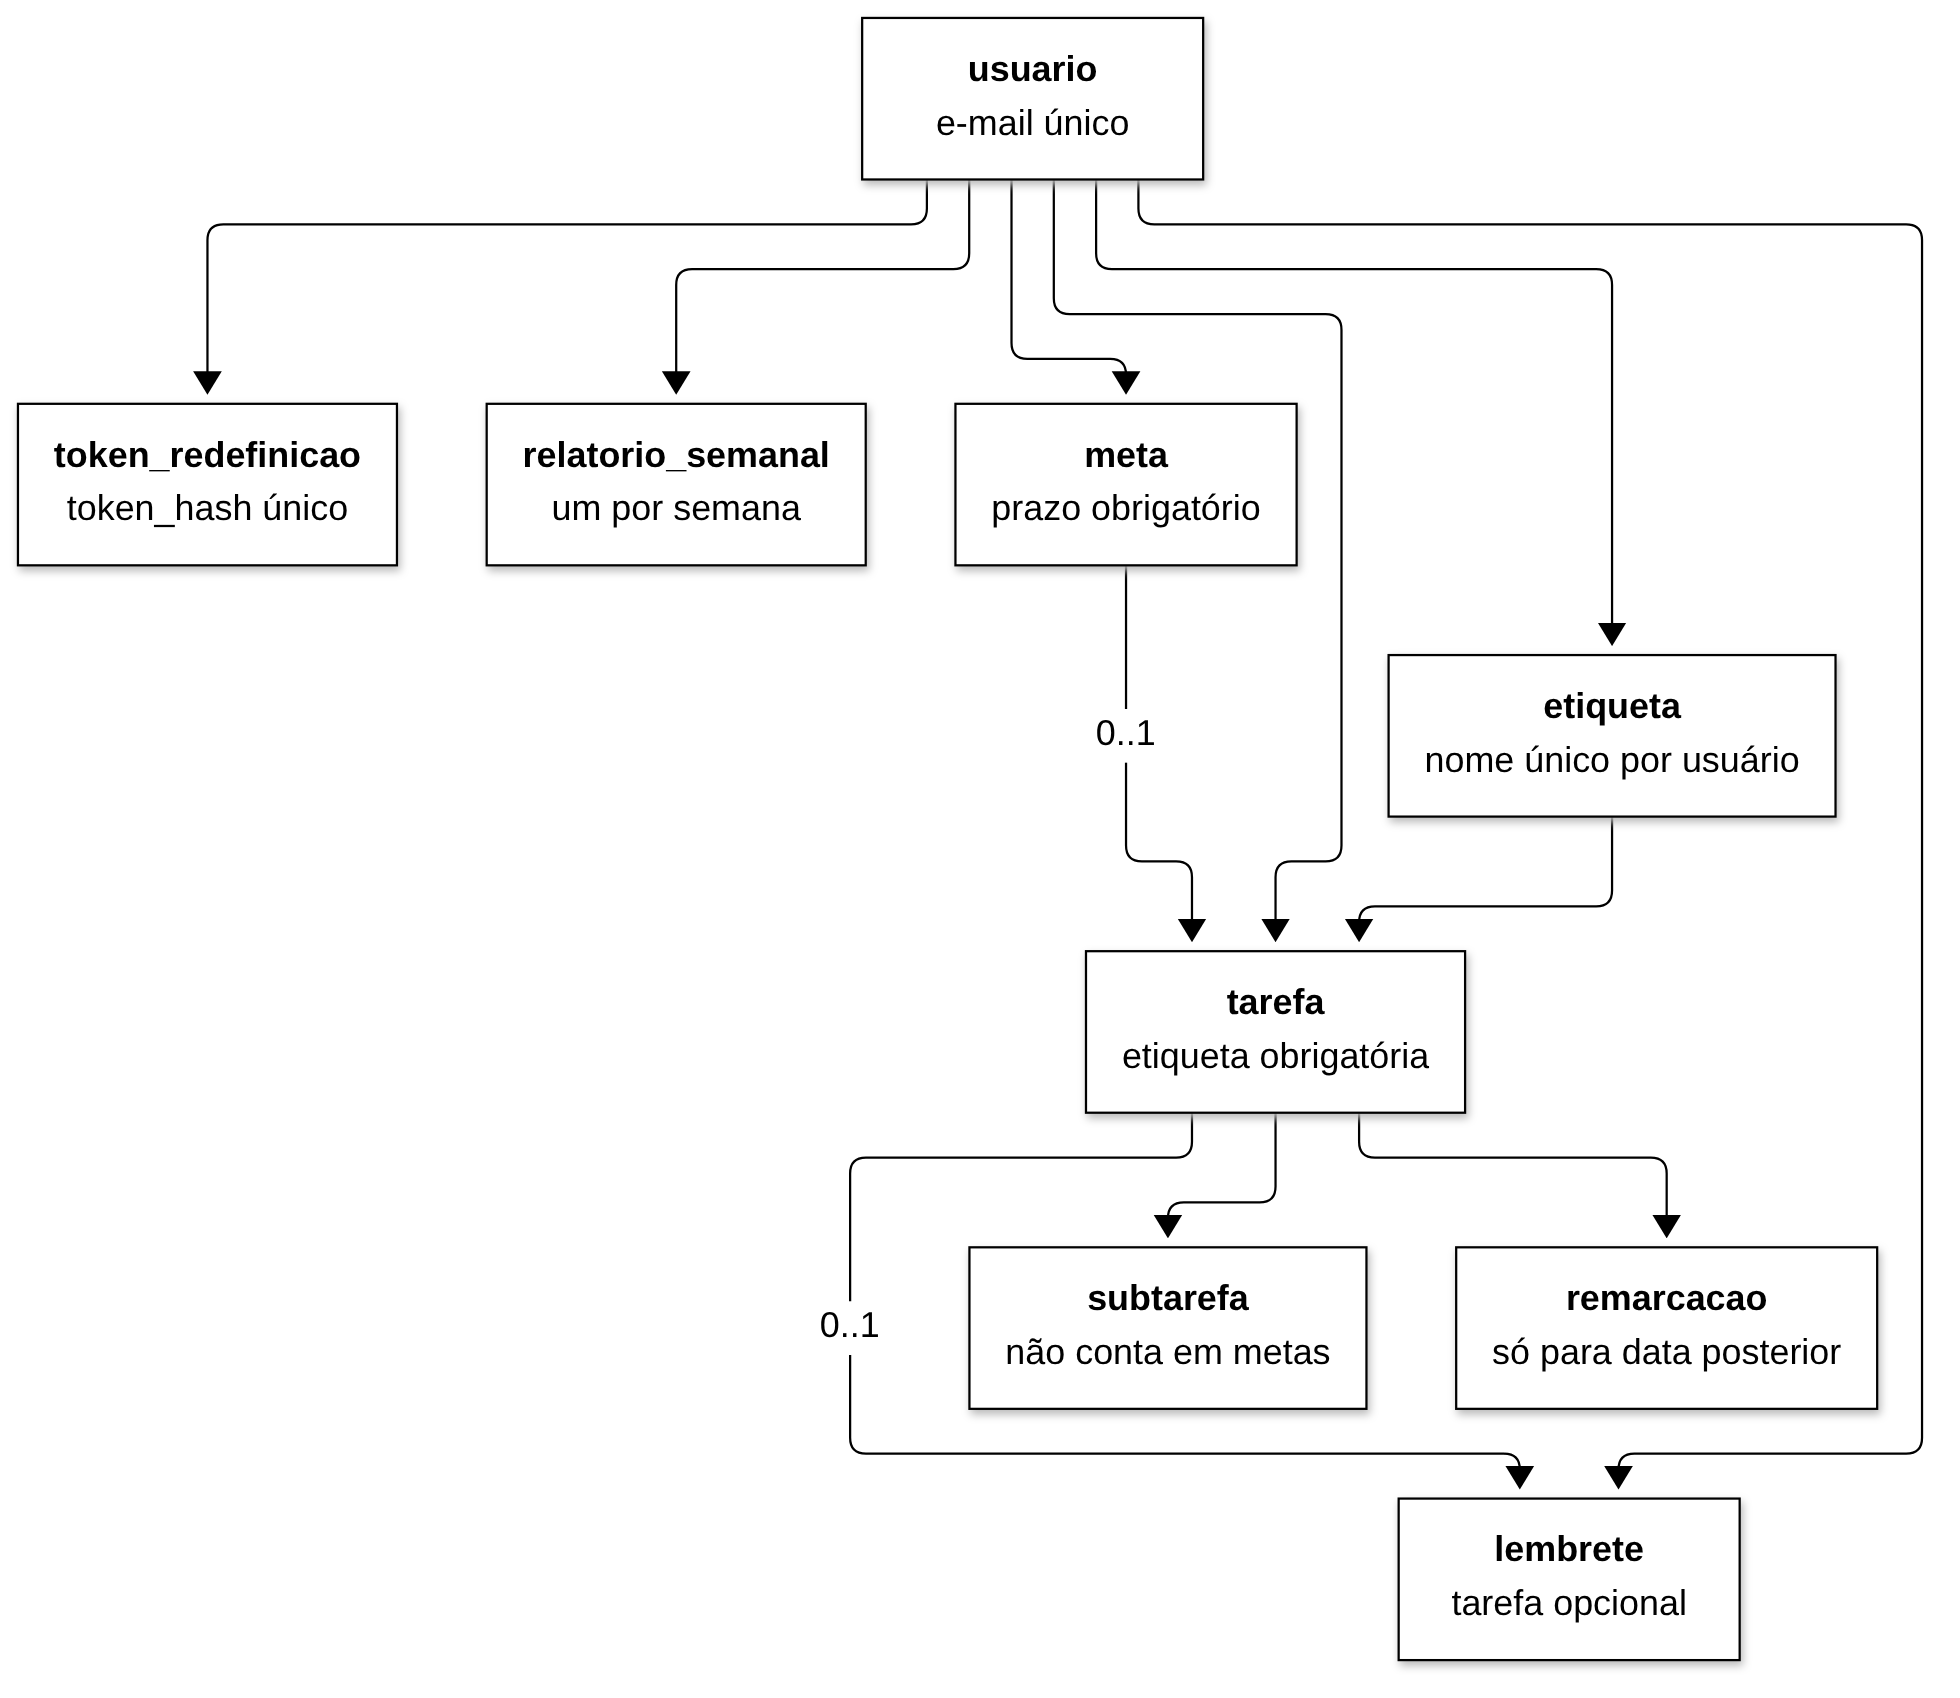 usuario
e-mail único
token_redefinicao
token_hash único
relatorio_semanal
um por semana
meta
prazo obrigatório
etiqueta
nome único por usuário
0..1
tarefa
etiqueta obrigatória
subtarefa
não conta em metas
remarcacao
só para data posterior
0..1
lembrete
tarefa opcional